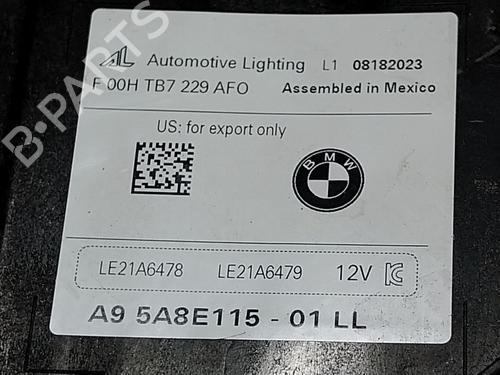 AL Automotive Lighting L1 08182023
F 00H TB7 229 AFO Assembled in Mexico
US: for export only
BMW
LE21A6478 LE21A6479 12V
A9 5A8E115 - 01 LL
B-PARTS